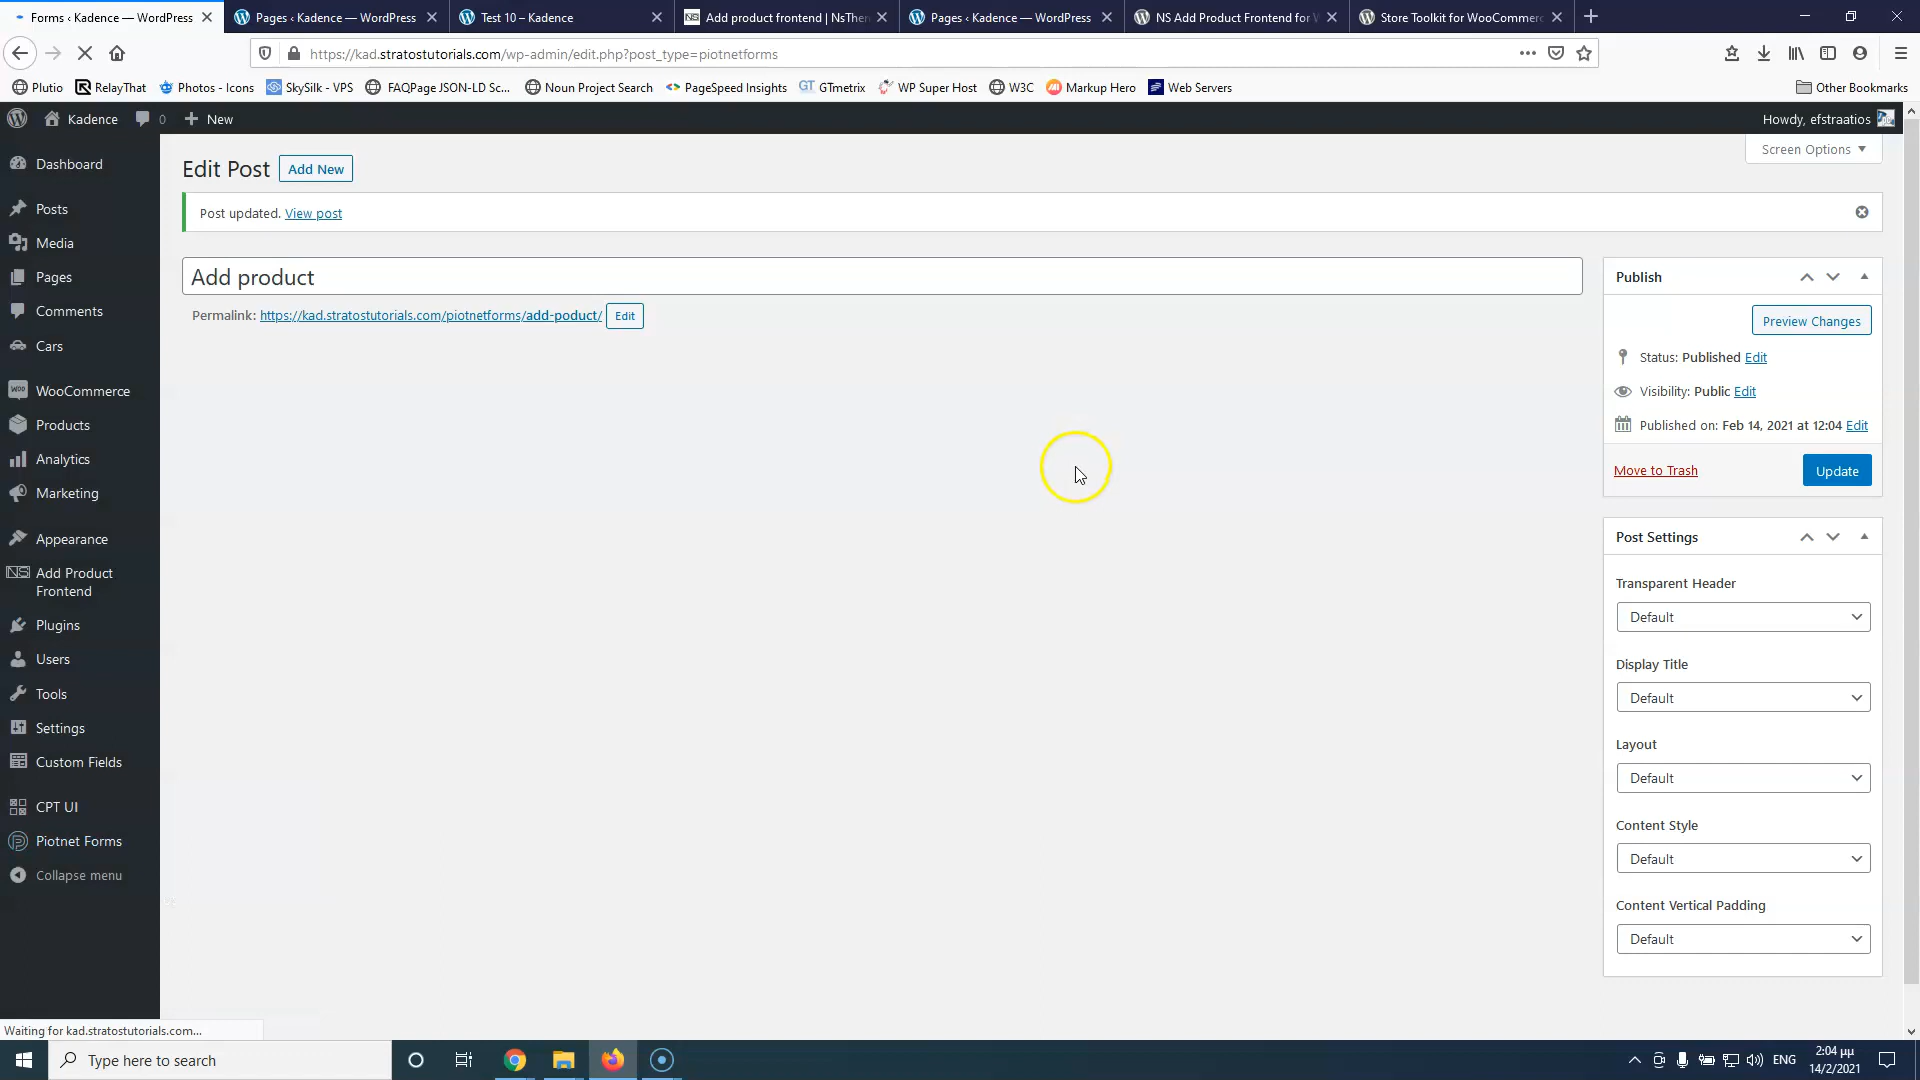 Forms ‹ Kadence — WordPress
Pages ‹ Kadence — WordPress
Test 10 – Kadence
Add product frontend | NsThe
Pages ‹ Kadence — WordPress
NS Add Product Frontend for
Store Toolkit for WooCommerc
https://kad.stratostutorials.com/wp-admin/edit.php?post_type=piotnetforms
Plutio
RelayThat
Photos - Icons
SkySilk - VPS
FAQPage JSON-LD Sc...
Noun Project Search
PageSpeed Insights
GTmetrix
WP Super Host
W3C
Markup Hero
Web Servers
Other Bookmarks
Kadence
0
New
Howdy, efstraatios
Dashboard
Posts
Media
Pages
Comments
Cars
WooCommerce
Products
Analytics
Marketing
Appearance
Add Product
Frontend
Plugins
Users
Tools
Settings
Custom Fields
CPT UI
Piotnet Forms
Collapse menu
Screen Options
Edit Post
Add New
Post updated. View post
Add product
Permalink: https://kad.stratostutorials.com/piotnetforms/add-poduct/ Edit
Publish
Preview Changes
Status: Published Edit
Visibility: Public Edit
Published on: Feb 14, 2021 at 12:04 Edit
Move to Trash
Update
Post Settings
Transparent Header
Default
Display Title
Default
Layout
Default
Content Style
Default
Content Vertical Padding
Default
Waiting for kad.stratostutorials.com...
Type here to search
ENG
2:04 μμ
14/2/2021